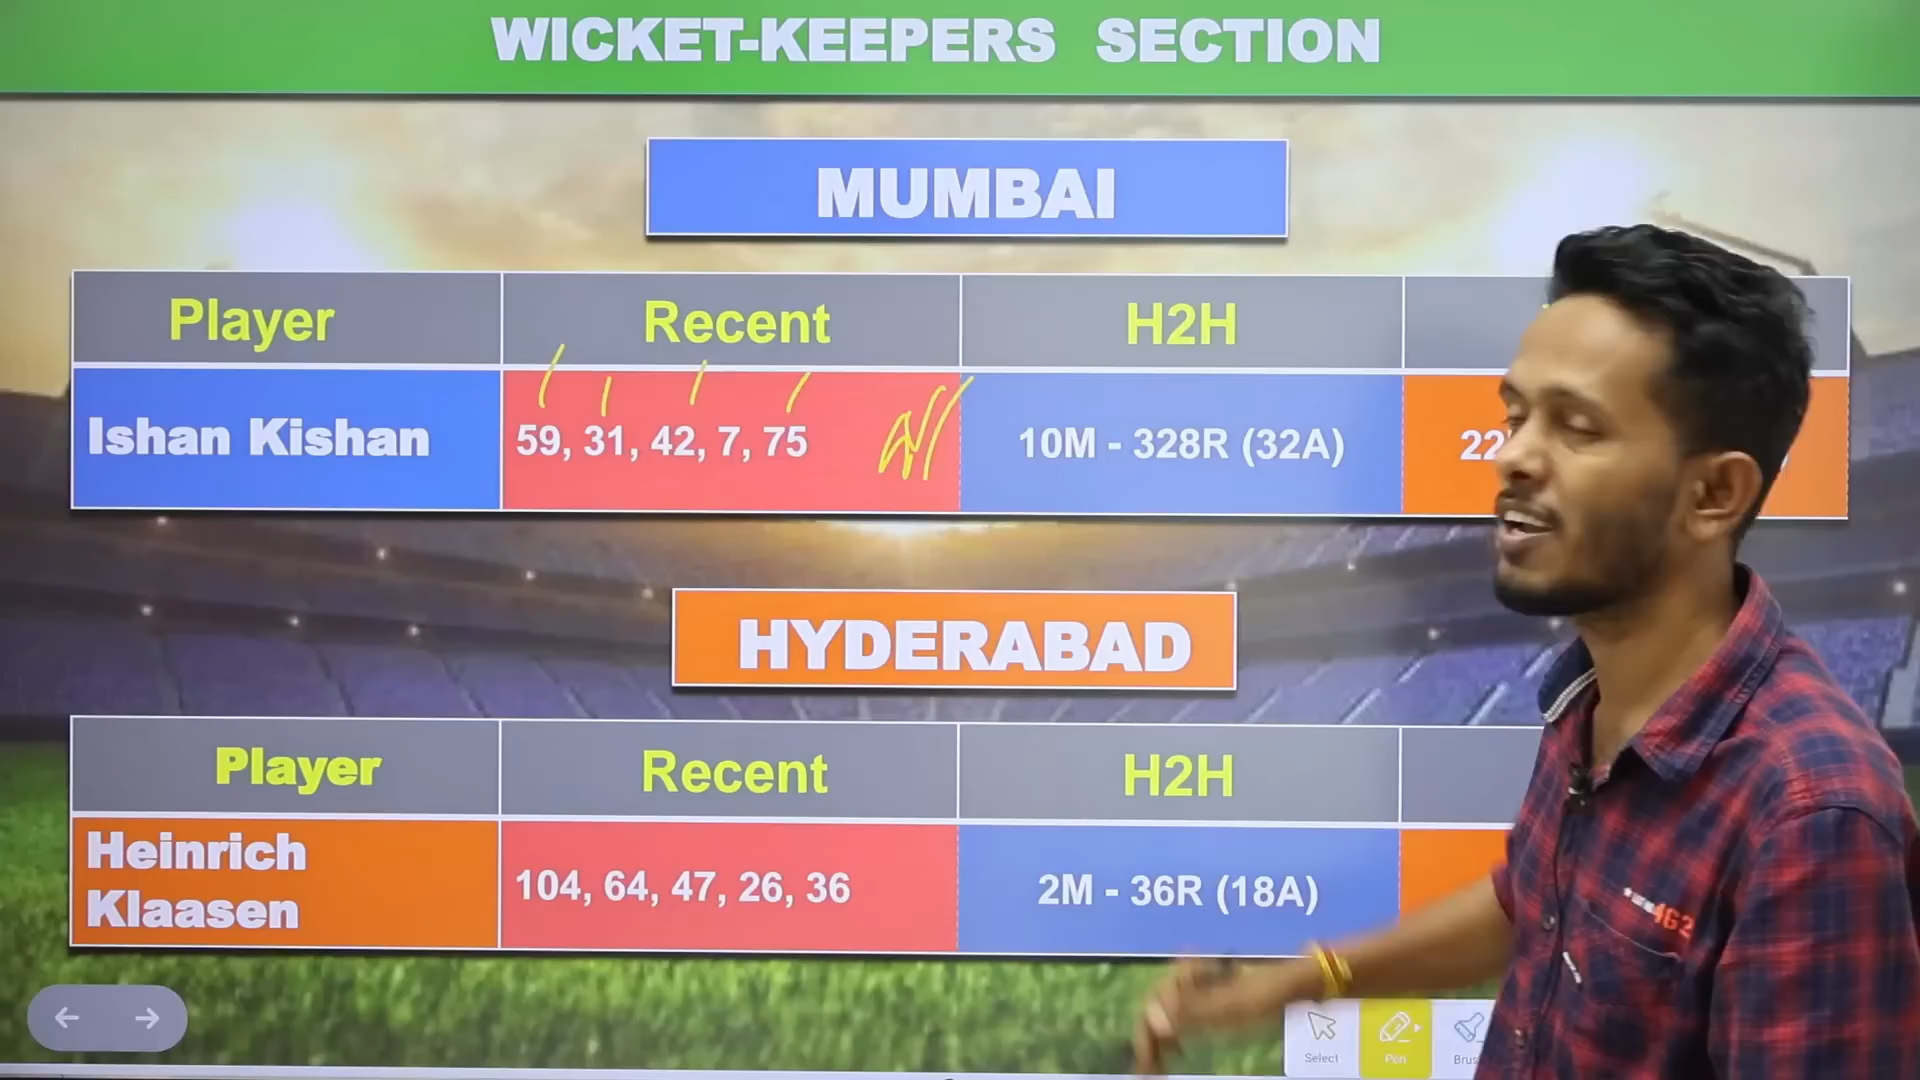 WICKET-KEEPERS SECTION
MUMBAI
Player Recent H2H
Ishan Kishan 59, 31, 42, 7, 75 10M - 328R (32A) 22
HYDERABAD
Player Recent H2H
Heinrich
Klaasen 104, 64, 47, 26, 36 2M - 36R (18A)
Select Pen